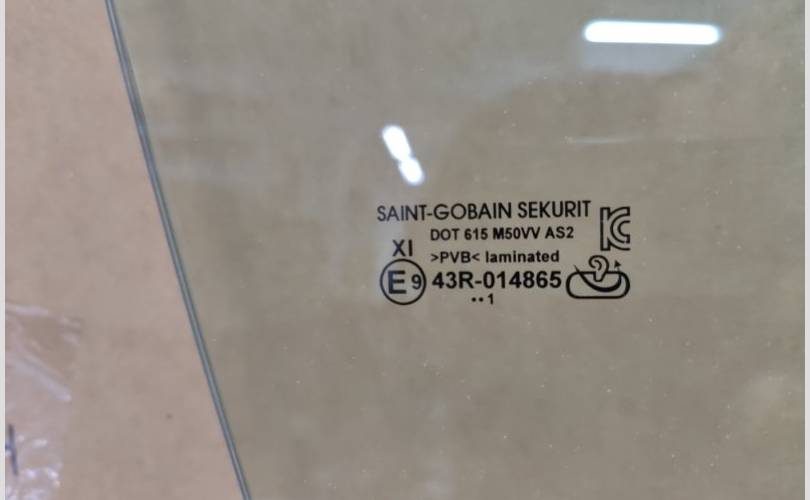 SAINT-GOBAIN SEKURIT
DOT 615 M50VV AS2
XI >PVB< laminated
E9 43R-014865
••1